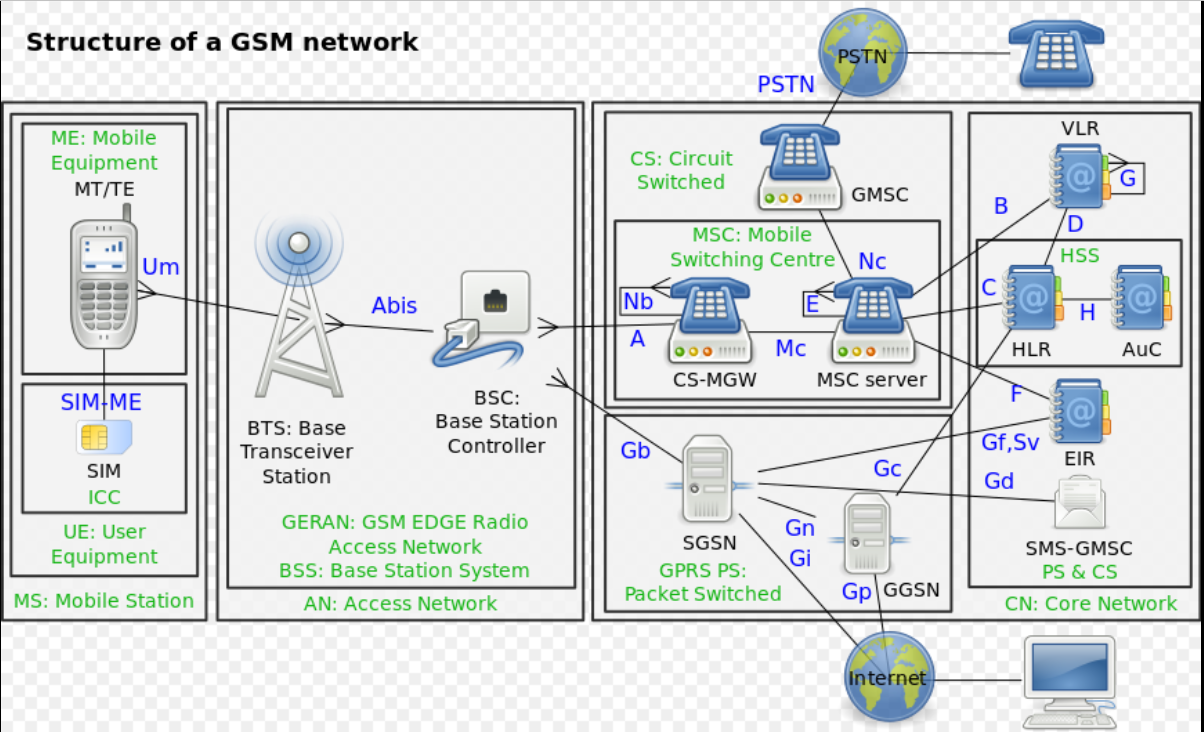 Structure of a GSM network
PSTN
PSTN
ME: Mobile
Equipment
MT/TE
Um
SIM-ME
SIM
ICC
UE: User
Equipment
MS: Mobile Station
Abis
BTS: Base
Transceiver
Station
BSC:
Base Station
Controller
GERAN: GSM EDGE Radio
Access Network
BSS: Base Station System
AN: Access Network
CS: Circuit
Switched
GMSC
MSC: Mobile
Switching Centre
Nc
Nb
E
A
Mc
CS-MGW
MSC server
Gb
SGSN
GPRS PS:
Packet Switched
Gn
Gi
Gp
GGSN
Gc
VLR
G
B
D
HSS
C
H
HLR
AuC
F
Gf,Sv
EIR
Gd
SMS-GMSC
PS & CS
CN: Core Network
Internet